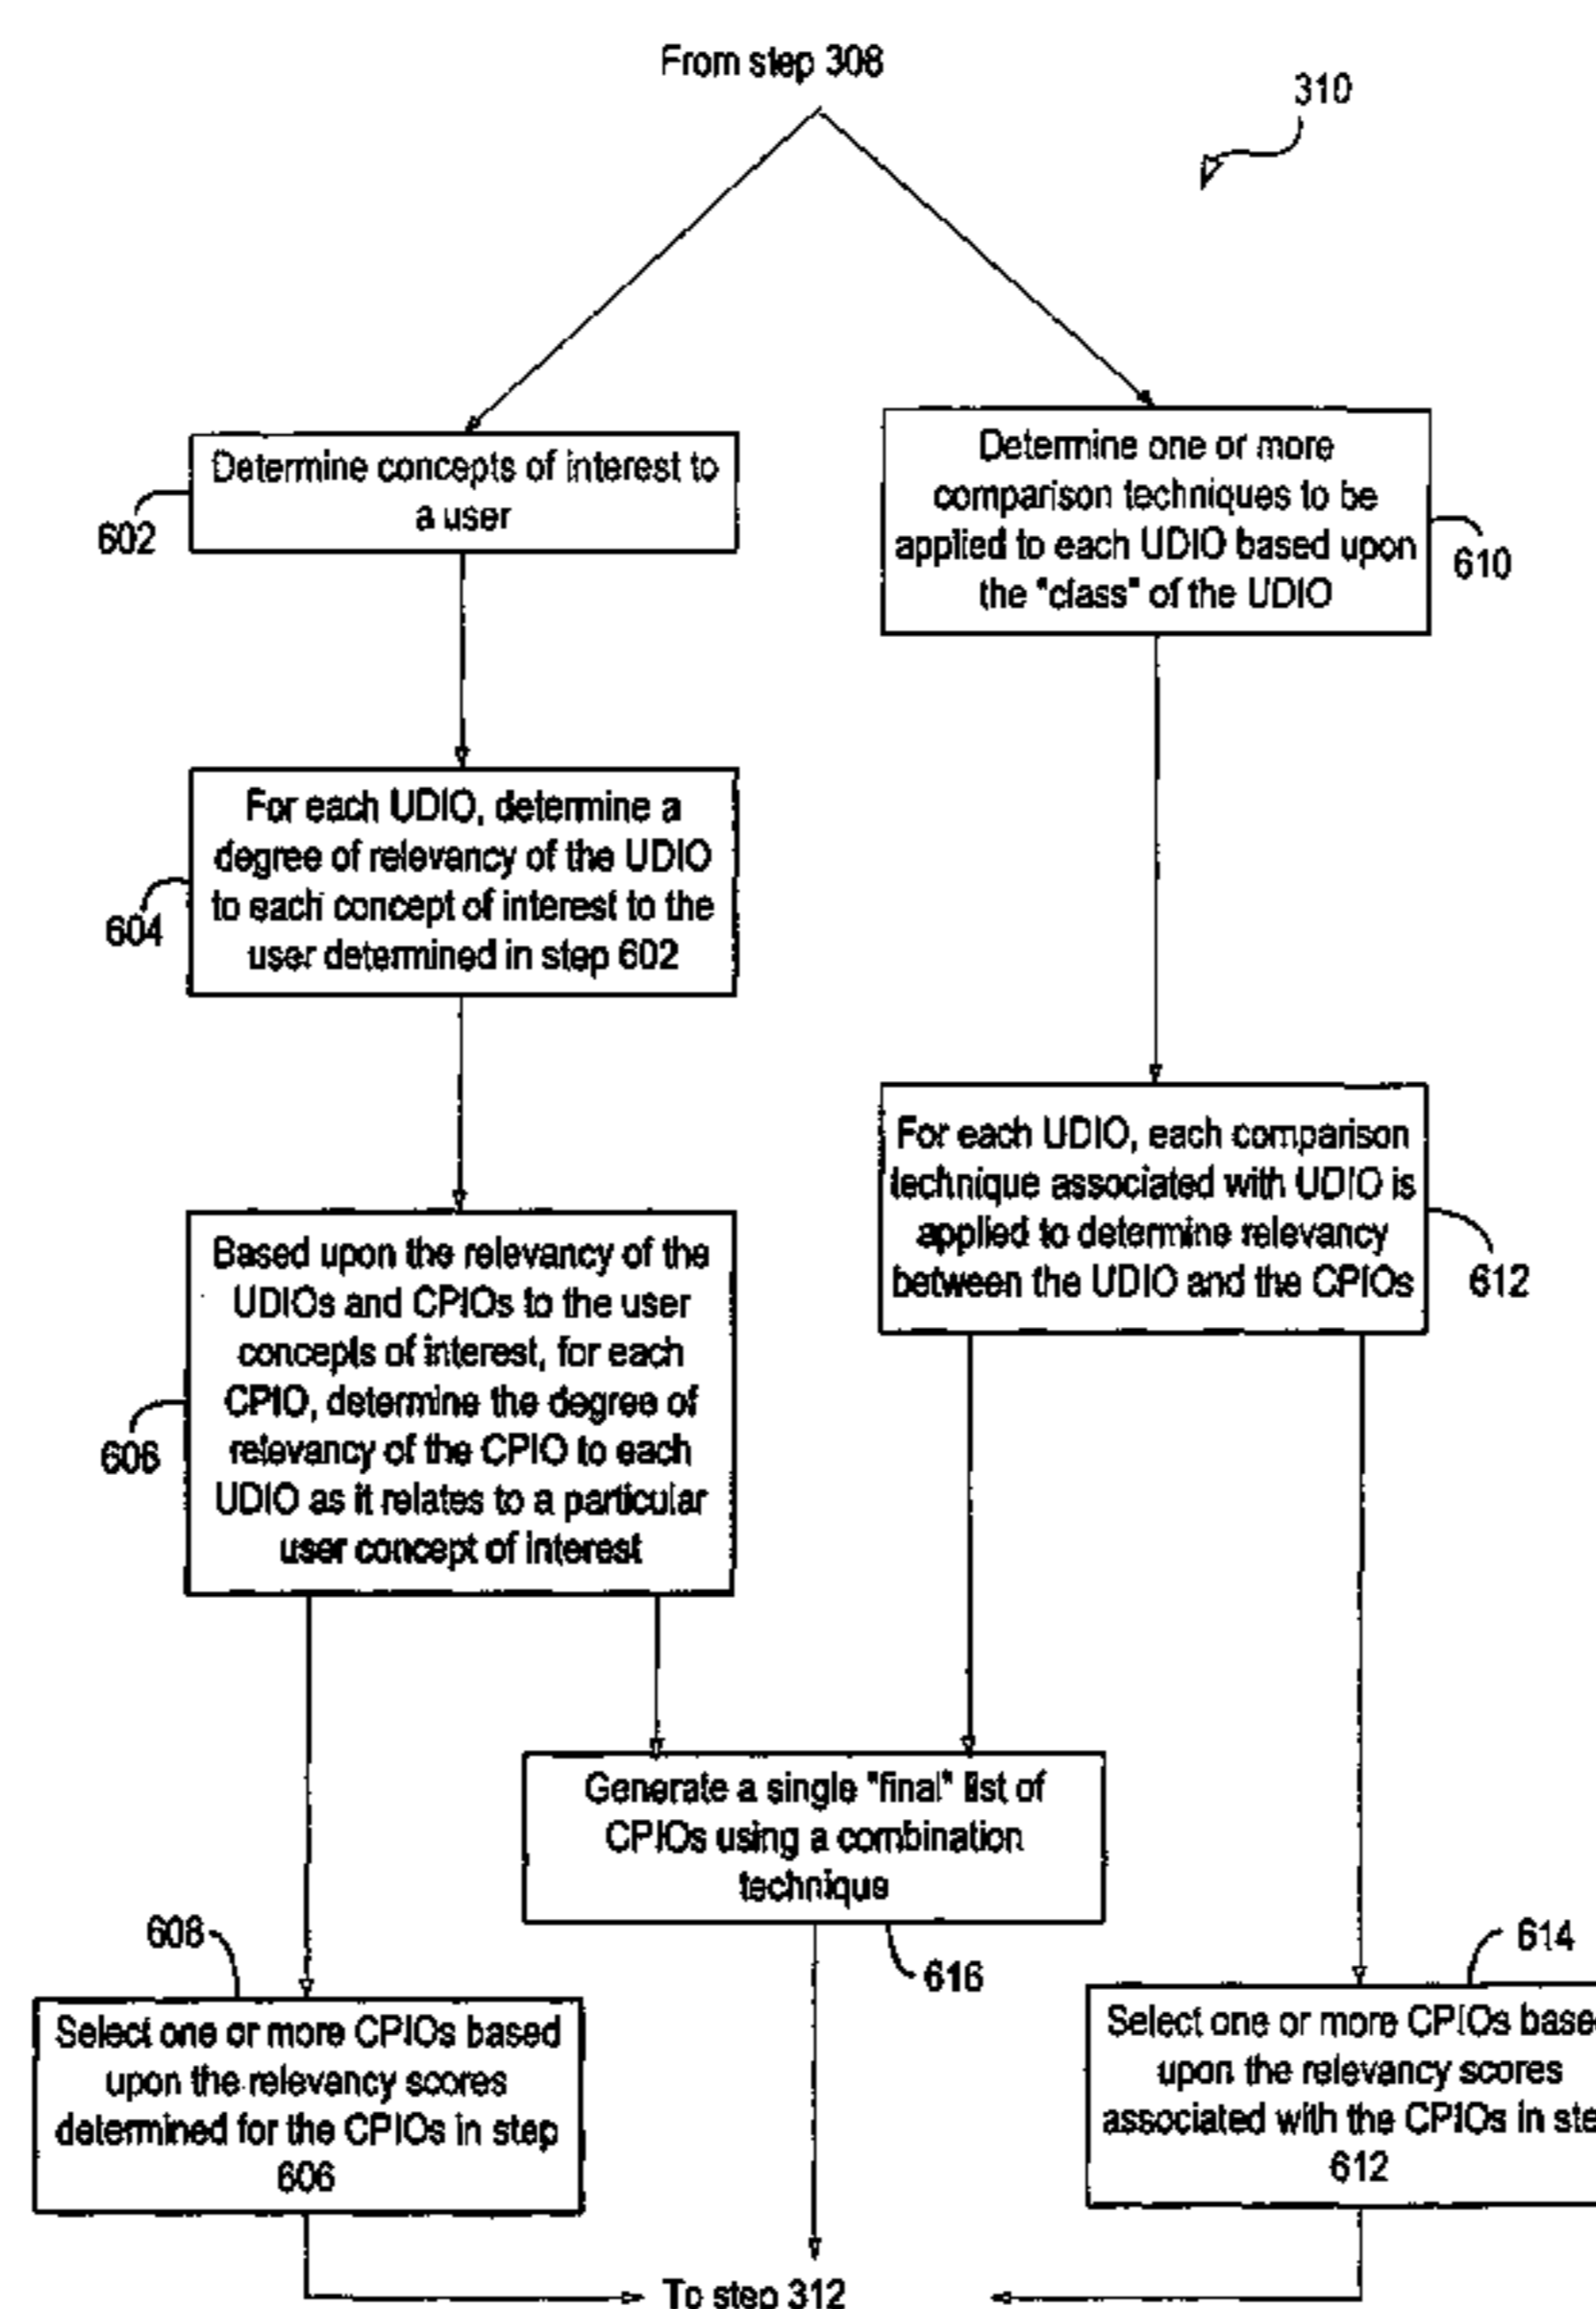 From step 308
310
Determine concepts of interest to
a user
602
Determine one or more
comparison techniques to be
applied to each UDIO based upon
the "class" of the UDIO
610
For each UDIO, determine a
degree of relevancy of the UDIO
to each concept of interest to the
user determined in step 602
604
For each UDIO, each comparison
technique associated with UDIO is
applied to determine relevancy
between the UDIO and the CPIOs
612
Based upon the relevancy of the
UDIOs and CPIOs to the user
concepts of interest, for each
CPIO, determine the degree of
relevancy of the CPIO to each
UDIO as it relates to a particular
user concept of interest
606
Generate a single "final" list of
CPIOs using a combination
technique
616
608
Select one or more CPIOs based
upon the relevancy scores
determined for the CPIOs in step
606
614
Select one or more CPIOs base
upon the relevancy scores
associated with the CPIOs in ste
612
To step 312